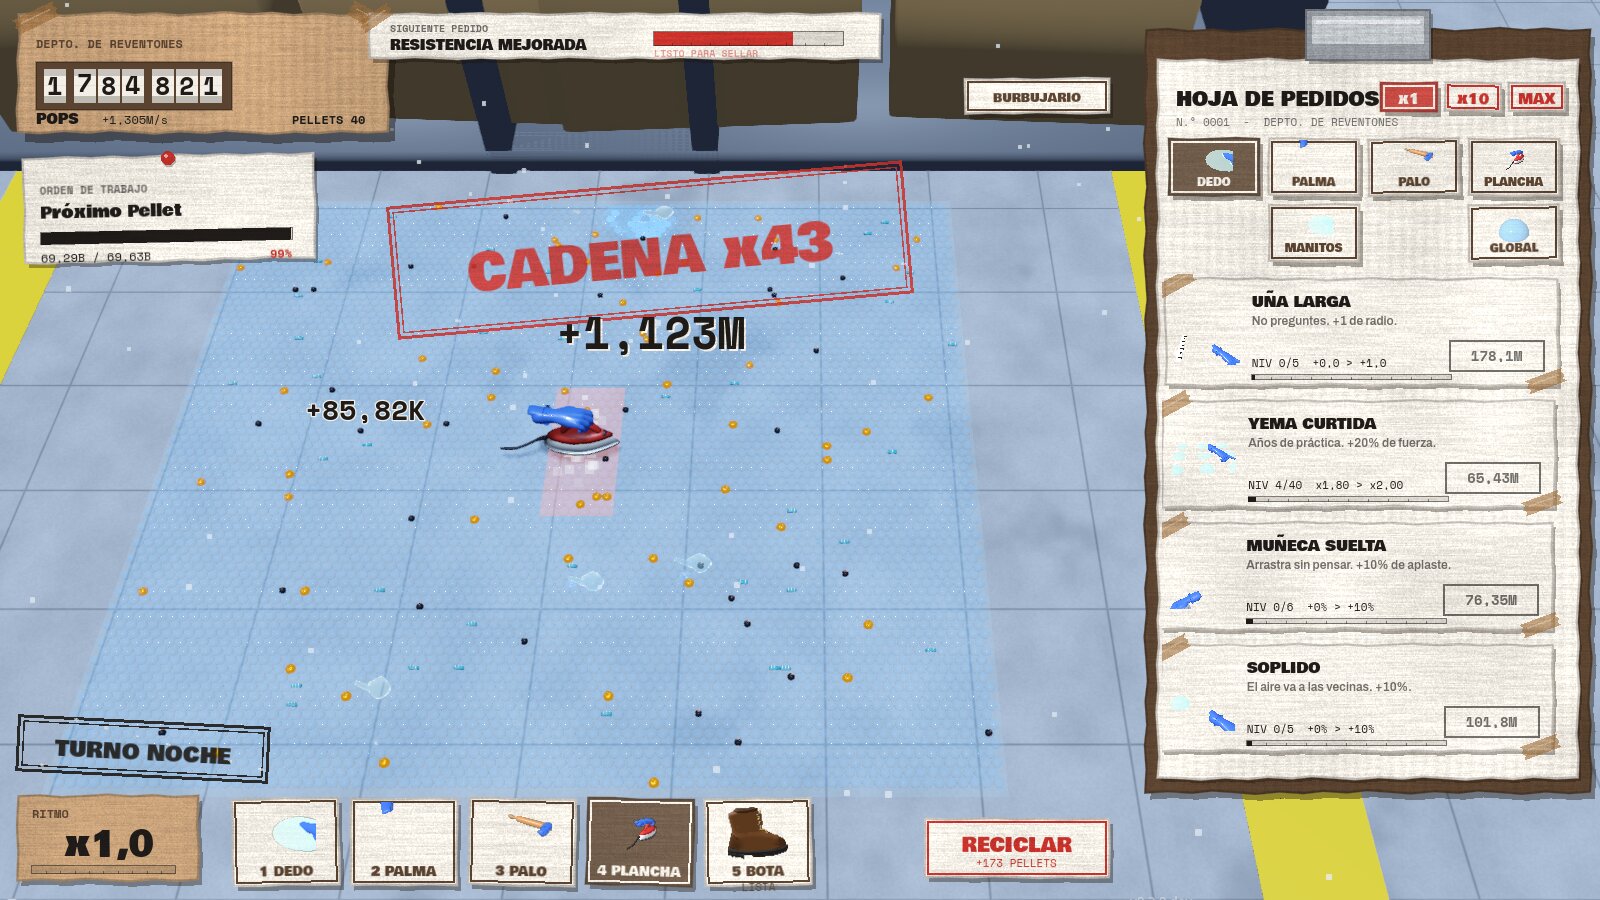 DEPTO. DE REVENTONES
1 784 821
POPS +1,305M/s PELLETS 40
SIGUIENTE PEDIDO
RESISTENCIA MEJORADA
LISTO PARA SELLAR
BURBUJARIO
ORDEN DE TRABAJO
Próximo Pellet
69,29B / 69,63B 99%
CADENA x43
+1,123M
+85,82K
TURNO NOCHE
RITMO
x1,0
1 DEDO
2 PALMA
3 PALO
4 PLANCHA
5 BOTA
LISTA
RECICLAR
+173 PELLETS
HOJA DE PEDIDOS x1 x10 MAX
N.° 0001 - DEPTO. DE REVENTONES
DEDO PALMA PALO PLANCHA
MANITOS GLOBAL
UÑA LARGA
No preguntes. +1 de radio.
NIV 0/5 +0,0 > +1,0 178,1M
YEMA CURTIDA
Años de práctica. +20% de fuerza.
NIV 4/40 x1,80 > x2,00 65,43M
MUÑECA SUELTA
Arrastra sin pensar. +10% de aplaste.
NIV 0/6 +0% > +10% 76,35M
SOPLIDO
El aire va a las vecinas. +10%.
NIV 0/5 +0% > +10% 101,8M